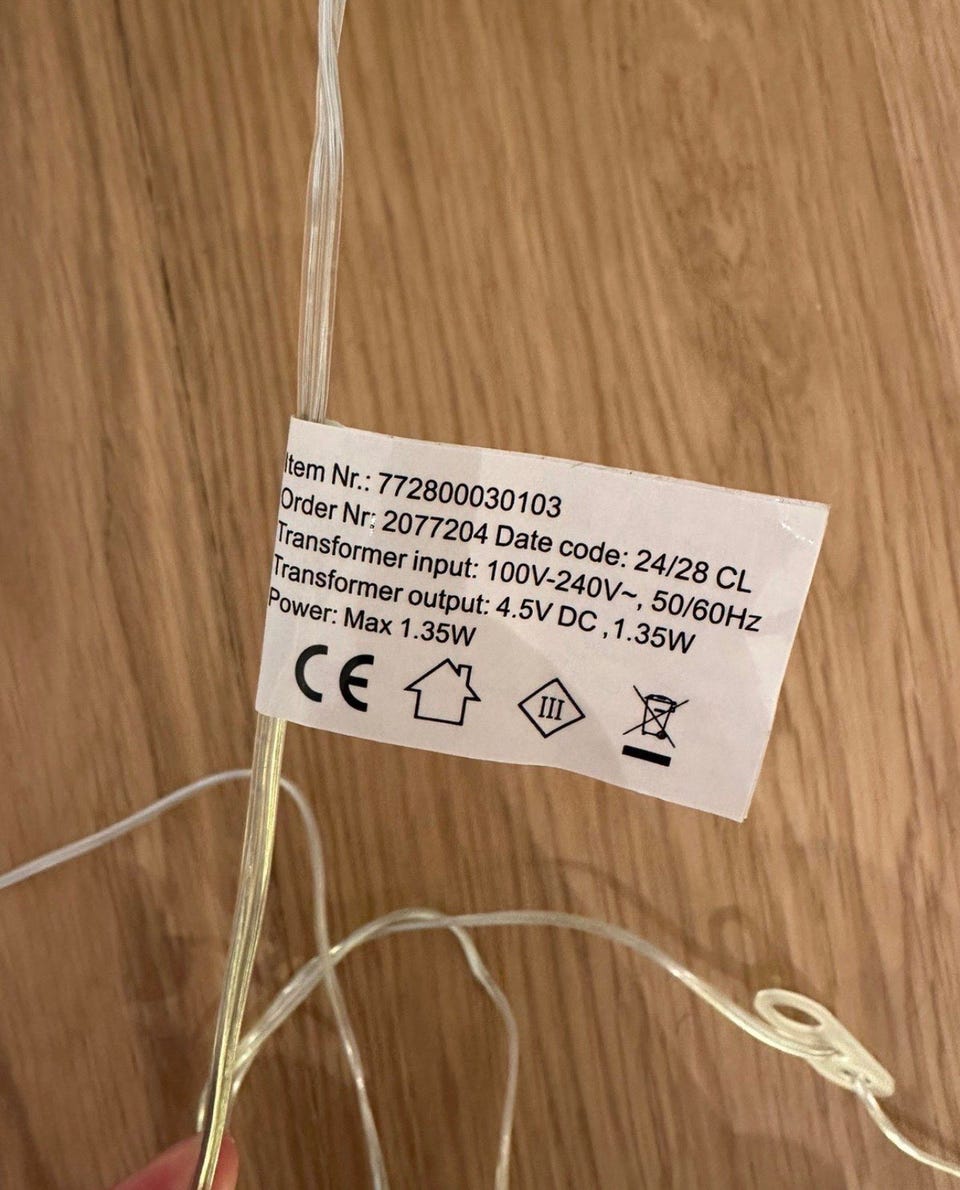 Item Nr.: 772800030103
Order Nr: 2077204 Date code: 24/28 CL
Transformer input: 100V-240V~, 50/60Hz
Transformer output: 4.5V DC ,1.35W
Power: Max 1.35W
CE
III